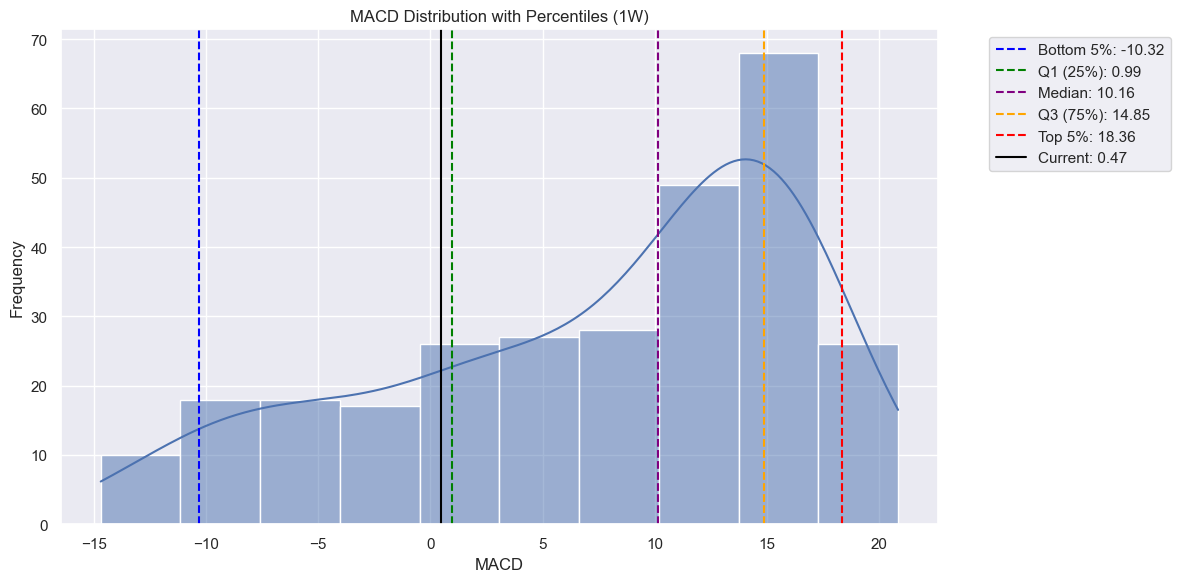 MACD Distribution with Percentiles (1W)
Bottom 5%: -10.32
Q1 (25%): 0.99
Median: 10.16
Q3 (75%): 14.85
Top 5%: 18.36
Current: 0.47
Frequency
70
60
50
40
30
20
10
0
−15
−10
−5
0
5
10
15
20
MACD